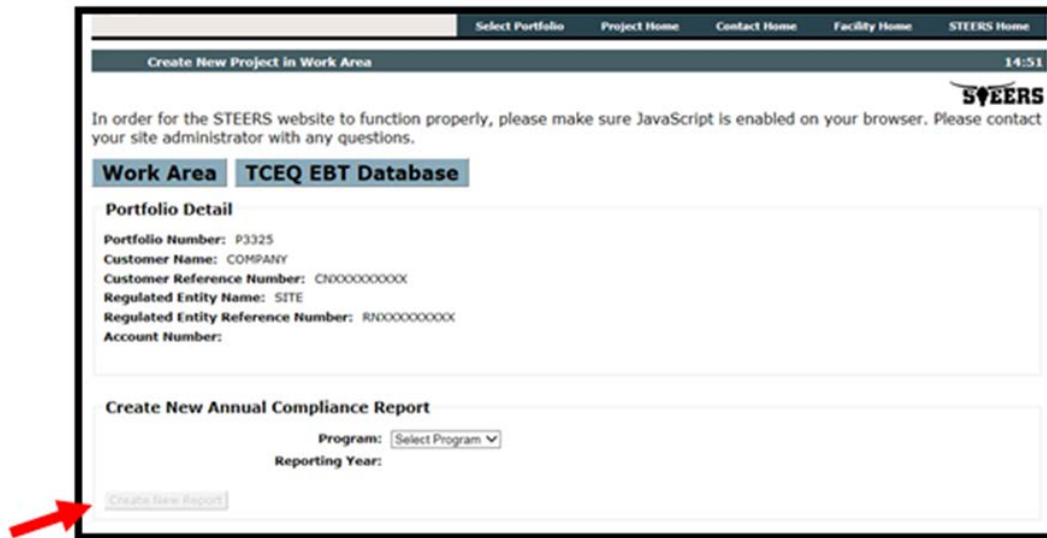 Select Portfolio Project Home Contact Home Facility Home STEERS Home
Create New Project in Work Area 14:51
STEERS
In order for the STEERS website to function properly, please make sure JavaScript is enabled on your browser. Please contact
your site administrator with any questions.
Work Area TCEQ EBT Database
Portfolio Detail
Portfolio Number: P3325
Customer Name: COMPANY
Customer Reference Number: CNXXXXXXXXX
Regulated Entity Name: SITE
Regulated Entity Reference Number: RNXXXXXXXXX
Account Number:
Create New Annual Compliance Report
Program: Select Program
Reporting Year:
Create New Report